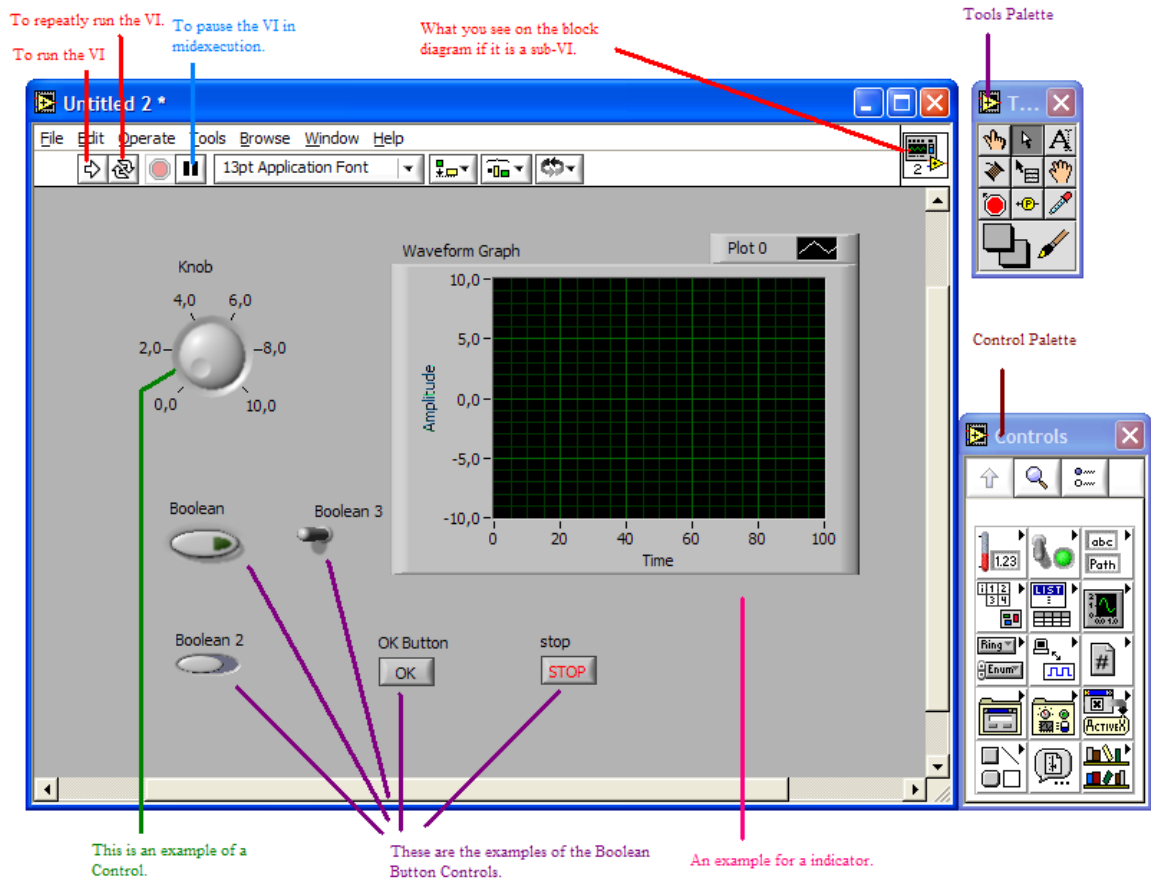 To repeatly run the VI.
To run the VI
To pause the VI in
midexecution.
What you see on the block
diagram if it is a sub-VI.
Tools Palette
Untitled 2 *
T...
File Edit Operate Tools Browse Window Help
13pt Application Font
2
A
P
Knob
0,0
2,0
4,0
6,0
8,0
10,0
Waveform Graph
Plot 0
10,0
5,0
0,0
-5,0
-10,0
Amplitude
0 20 40 60 80 100
Time
Boolean
Boolean 3
Boolean 2
OK Button
OK
stop
STOP
Control Palette
Controls
1.23
abc
Path
1 2
3 4
LIST
Ring
Enum
#
ActiveX
This is an example of a
Control.
These are the examples of the Boolean
Button Controls.
An example for a indicator.